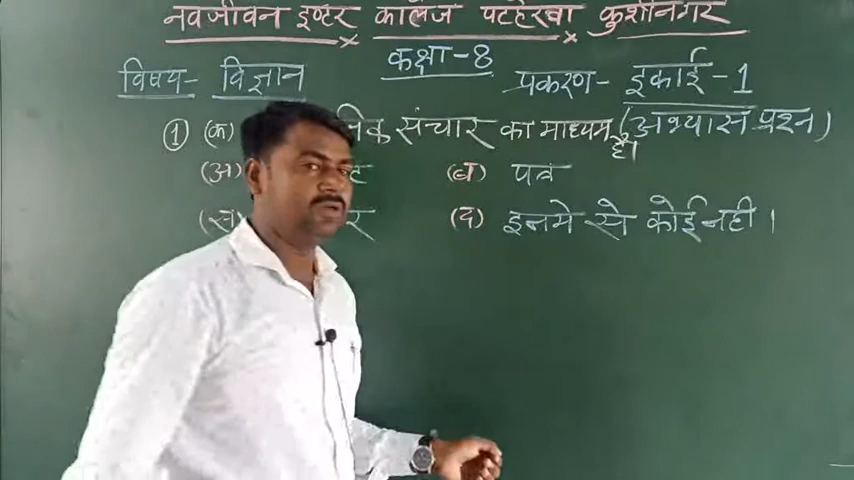 नवजीवन इण्टर कालेज पटहेरवा कुशीनगर
कक्षा-8
विषय- विज्ञान प्रकरण- इकाई-1
(अभ्यास प्रश्न)
① (क) संचार का माध्यम है।
(अ) (ब) पत्र
(स) (द) इनमे से कोई नही।